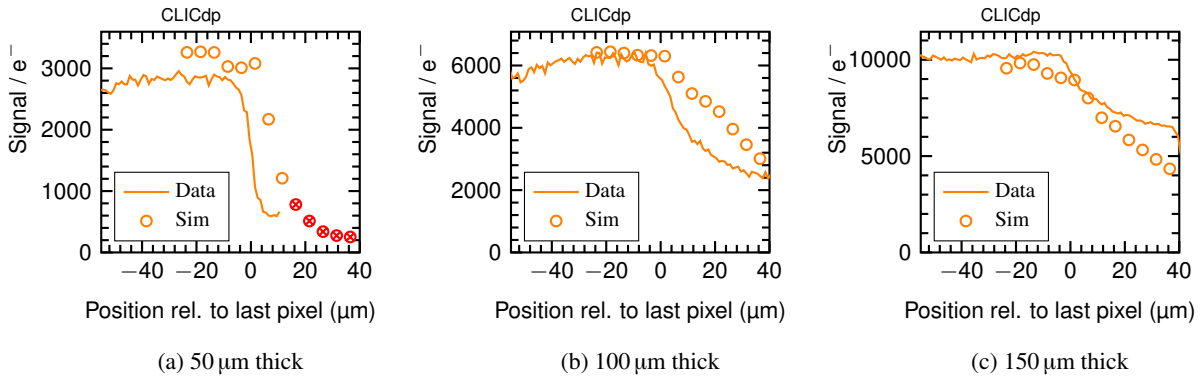 CLICdp
Signal / e⁻
3000
2000
1000
0
Data
Sim
−40 −20 0 20 40
Position rel. to last pixel (μm)
(a) 50 μm thick
CLICdp
Signal / e⁻
6000
4000
2000
0
Data
Sim
−40 −20 0 20 40
Position rel. to last pixel (μm)
(b) 100 μm thick
CLICdp
Signal / e⁻
10000
5000
0
Data
Sim
−40 −20 0 20 40
Position rel. to last pixel (μm)
(c) 150 μm thick